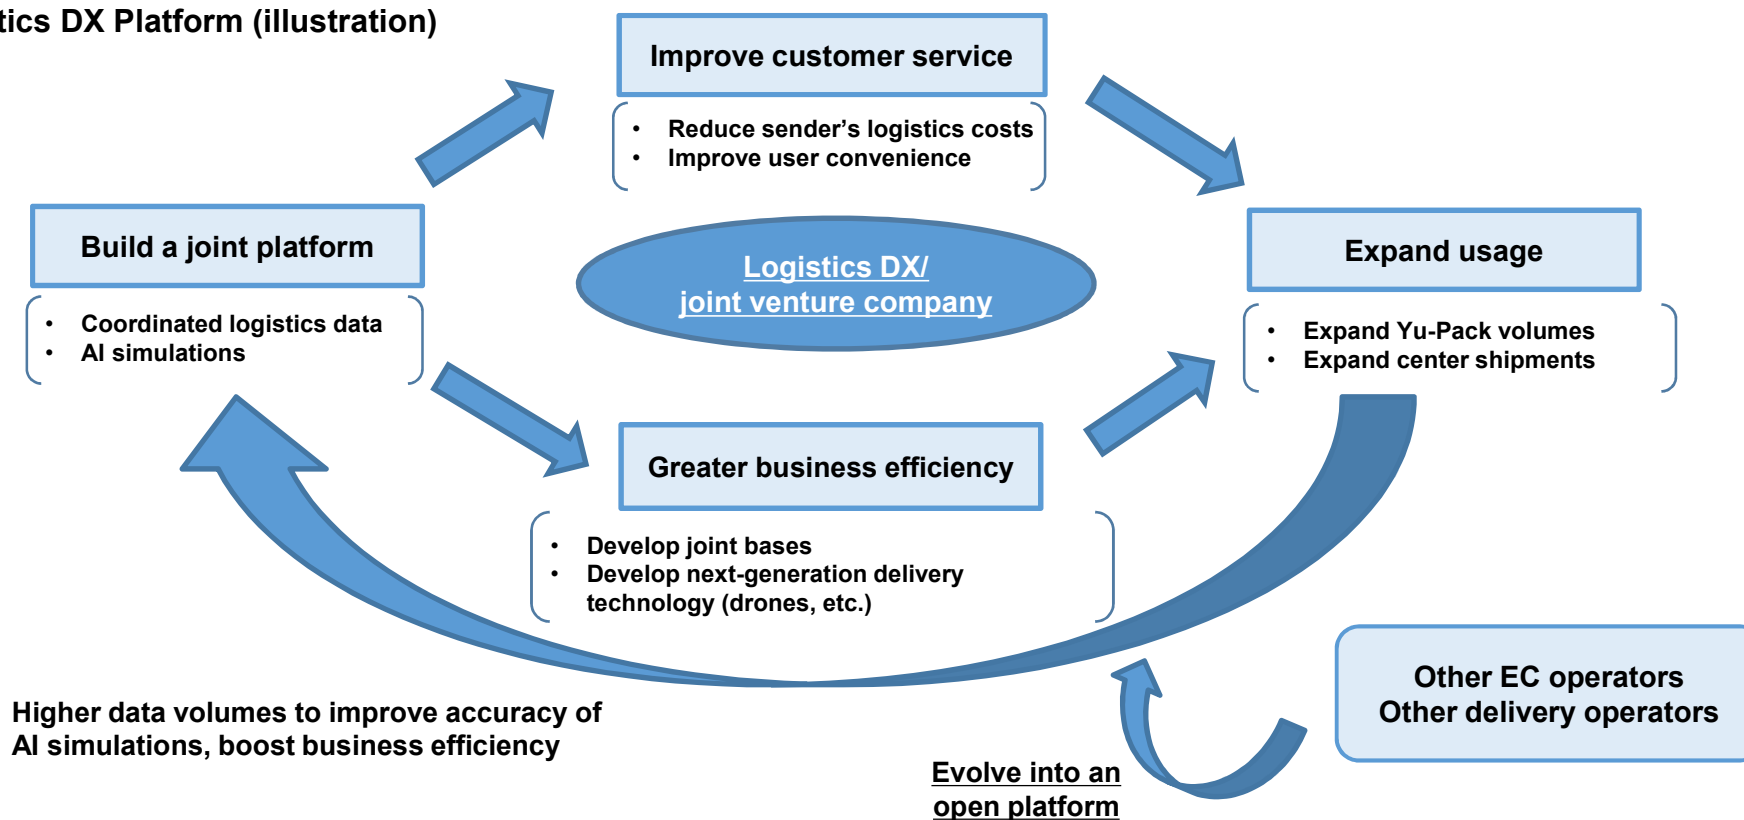 tics DX Platform (illustration)
Improve customer service
• Reduce sender’s logistics costs
• Improve user convenience
Build a joint platform
• Coordinated logistics data
• AI simulations
Logistics DX/
joint venture company
Expand usage
• Expand Yu-Pack volumes
• Expand center shipments
Greater business efficiency
• Develop joint bases
• Develop next-generation delivery
technology (drones, etc.)
Higher data volumes to improve accuracy of
AI simulations, boost business efficiency
Other EC operators
Other delivery operators
Evolve into an
open platform